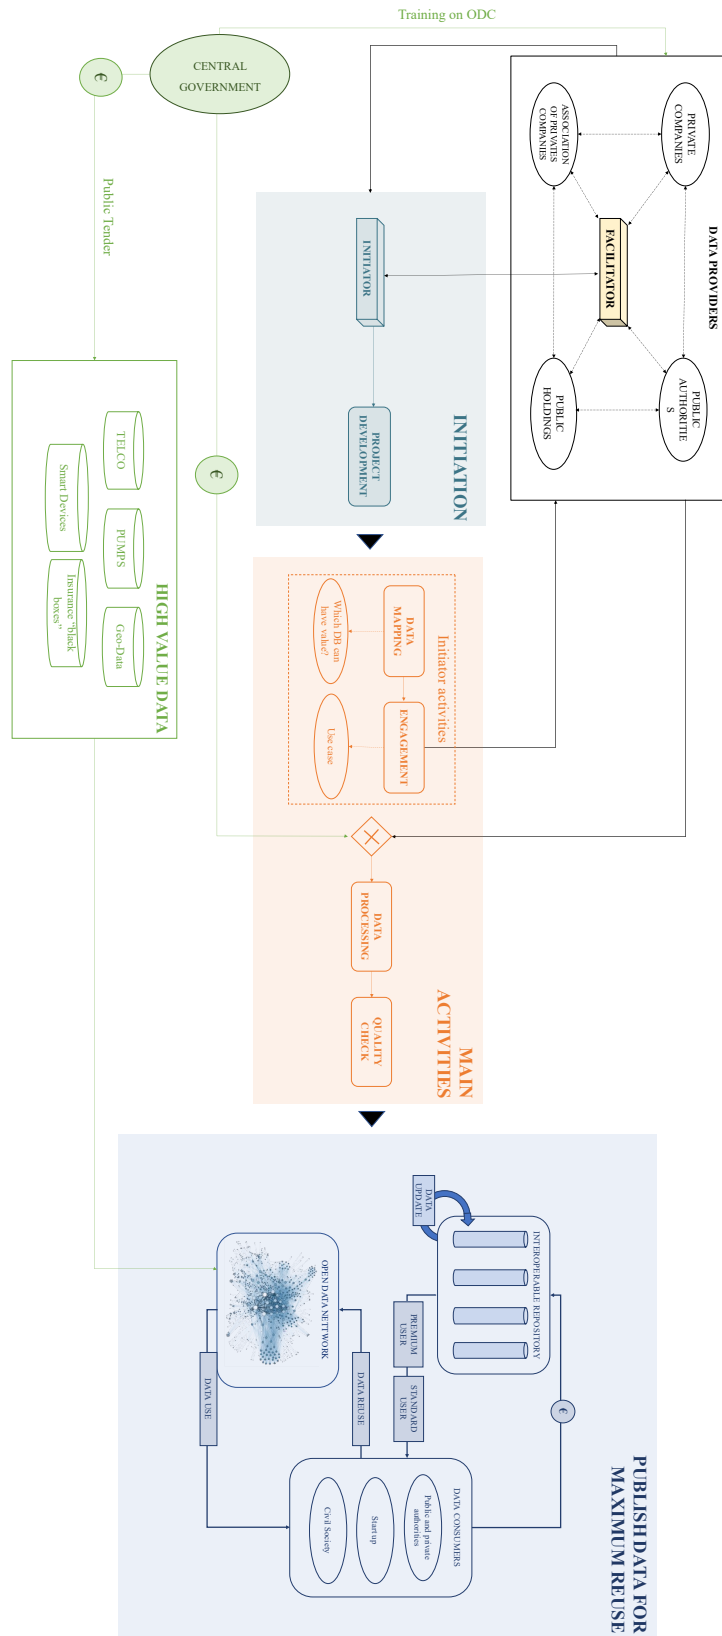 Training on ODC
CENTRAL
GOVERNMENT
€
Public Tender
€
DATA PROVIDERS
PRIVATE
COMPANIES
ASSOCIATION
OF PRIVATES
COMPANIES
FACILITATOR
PUBLIC
AUTHORITIE
S
PUBLIC
HOLDINGS
INITIATION
INITIATOR
PROJECT
DEVELOPMENT
HIGH VALUE DATA
TELCO
PUMPS
Geo-Data
Smart Devices
Insurance “black
boxes”
MAIN
ACTIVITIES
Initiator activities
DATA
MAPPING
ENGAGEMENT
Which DB can
have value?
Use case
DATA
PROCESSING
QUALITY
CHECK
PUBLISH DATA FOR
MAXIMUM REUSE
INTEROPERABLE REPOSITORY
DATA
UPDATE
€
PREMIUM
USER
STANDARD
USER
DATA CONSUMERS
Public and private
authorities
Start up
Civil Society
OPEN DATA NETTWORK
DATA REUSE
DATA USE